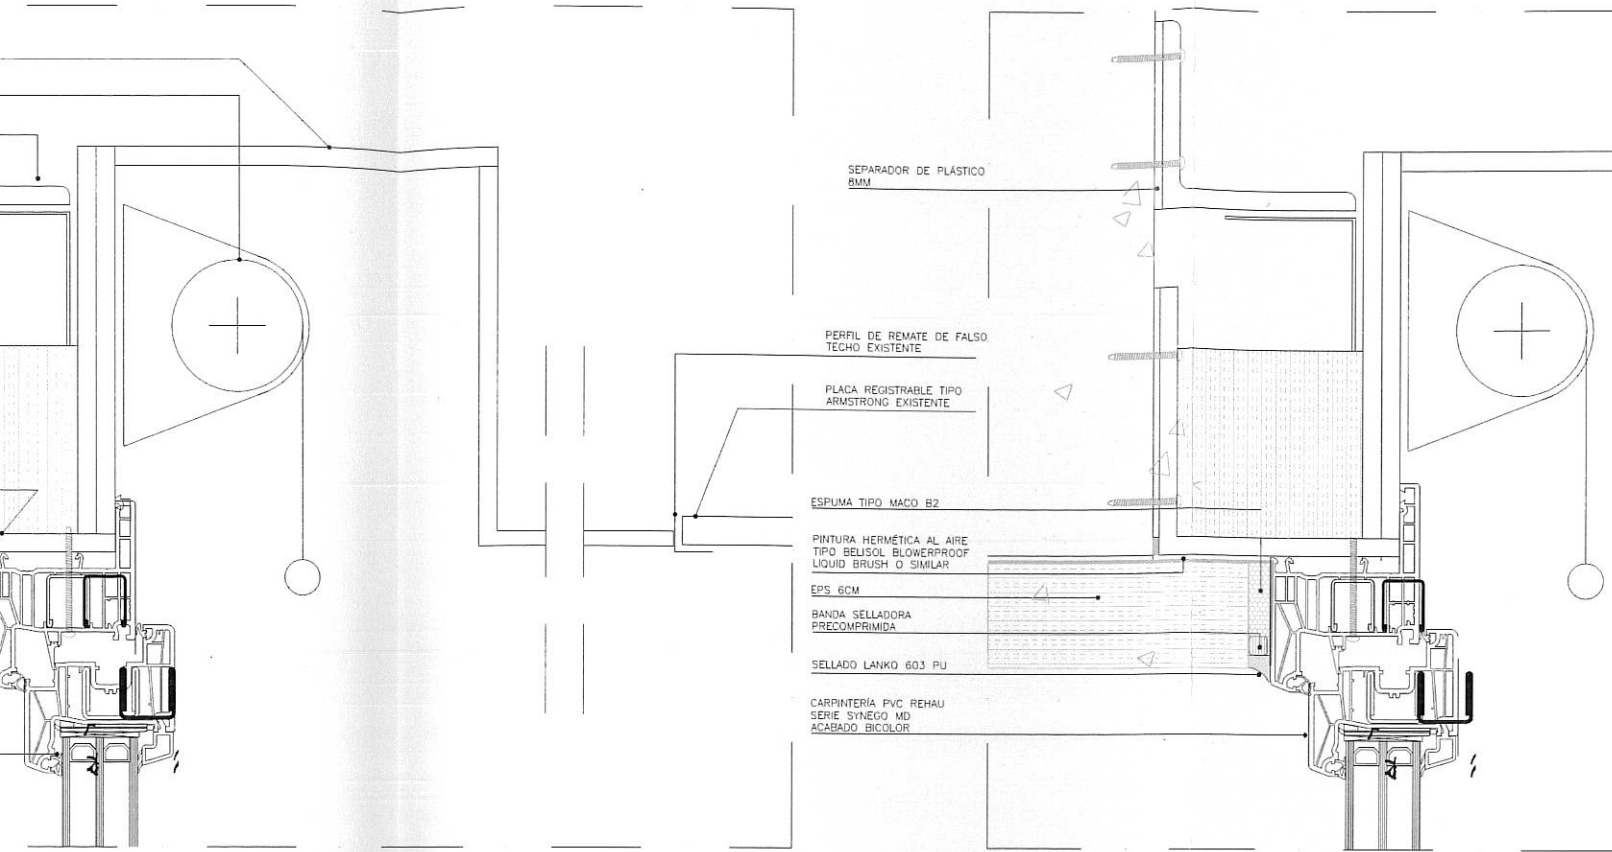 SEPARADOR DE PLÁSTICO
8MM
PERFIL DE REMATE DE FALSO
TECHO EXISTENTE
PLACA REGISTRABLE TIPO
ARMSTRONG EXISTENTE
ESPUMA TIPO MACO B2
PINTURA HERMÉTICA AL AIRE
TIPO BELISOL BLOWERPROOF
LIQUID BRUSH O SIMILAR
EPS 6CM
BANDA SELLADORA
PRECOMPRIMIDA
SELLADO LANKO 603 PU
CARPINTERÍA PVC REHAU
SERIE SYNEGO MD
ACABADO BICOLOR